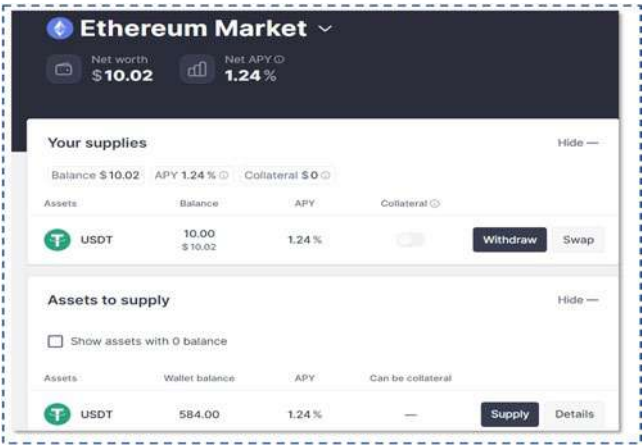 Ethereum Market
Net worth Net APY
$10.02 1.24%
Your supplies Hide —
Balance $10.02 APY 1.24% Collateral $0
Assets Balance APY Collateral
USDT 10.00 1.24% Withdraw Swap
$10.02
Assets to supply Hide —
Show assets with 0 balance
Assets Wallet balance APY Can be collateral
USDT 584.00 1.24% — Supply Details